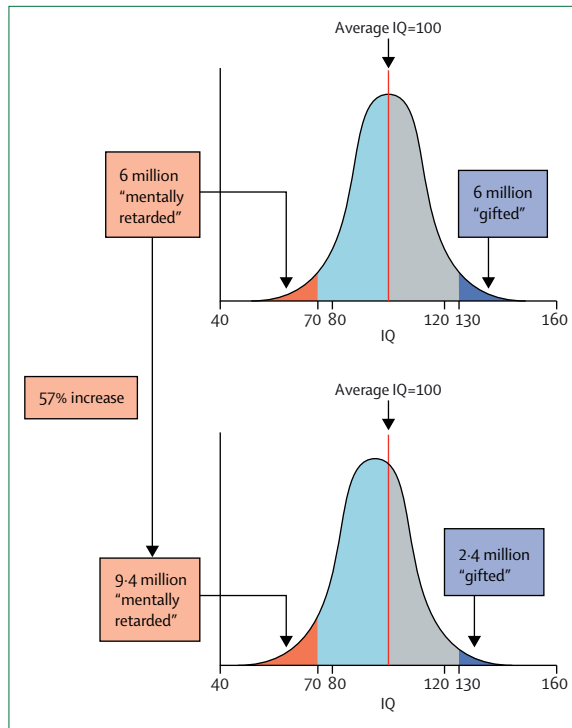 Average IQ=100
6 million
“mentally
retarded”
6 million
“gifted”
40 70 80 120 130 160
IQ
57% increase
Average IQ=100
9·4 million
“mentally
retarded”
2·4 million
“gifted”
40 70 80 120 130 160
IQ